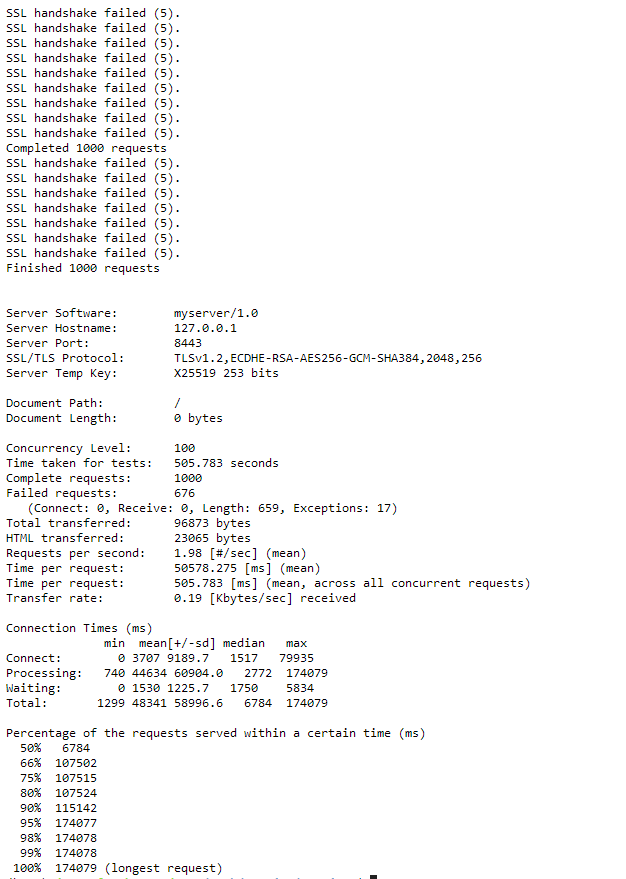 SSL handshake failed (5).
SSL handshake failed (5).
SSL handshake failed (5).
SSL handshake failed (5).
SSL handshake failed (5).
SSL handshake failed (5).
SSL handshake failed (5).
SSL handshake failed (5).
SSL handshake failed (5).
Completed 1000 requests
SSL handshake failed (5).
SSL handshake failed (5).
SSL handshake failed (5).
SSL handshake failed (5).
SSL handshake failed (5).
SSL handshake failed (5).
SSL handshake failed (5).
Finished 1000 requests
Server Software: myserver/1.0
Server Hostname: 127.0.0.1
Server Port: 8443
SSL/TLS Protocol: TLSv1.2,ECDHE-RSA-AES256-GCM-SHA384,2048,256
Server Temp Key: X25519 253 bits
Document Path: /
Document Length: 0 bytes
Concurrency Level: 100
Time taken for tests: 505.783 seconds
Complete requests: 1000
Failed requests: 676
(Connect: 0, Receive: 0, Length: 659, Exceptions: 17)
Total transferred: 96873 bytes
HTML transferred: 23065 bytes
Requests per second: 1.98 [#/sec] (mean)
Time per request: 50578.275 [ms] (mean)
Time per request: 505.783 [ms] (mean, across all concurrent requests)
Transfer rate: 0.19 [Kbytes/sec] received
Connection Times (ms)
min mean[+/-sd] median max
Connect: 0 3707 9189.7 1517 79935
Processing: 740 44634 60904.0 2772 174079
Waiting: 0 1530 1225.7 1750 5834
Total: 1299 48341 58996.6 6784 174079
Percentage of the requests served within a certain time (ms)
50% 6784
66% 107502
75% 107515
80% 107524
90% 115142
95% 174077
98% 174078
99% 174078
100% 174079 (longest request)